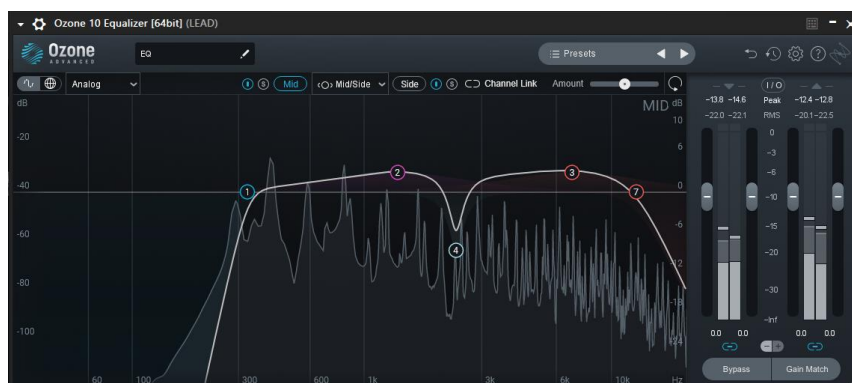 Ozone 10 Equalizer [64bit] (LEAD)
Ozone
ADVANCED
EQ
Presets
Analog
S
Mid
Mid/Side
Side
S
Channel Link
Amount
I/O
dB
MID
dB
-13.8 -14.6
Peak
-12.4 -12.8
-22.0 -22.1
RMS
-20.1 -22.5
10
6
0
-6
-12
-18
-24
-20
-40
-60
-80
-100
1
2
3
4
7
60
100
300
600
1k
3k
6k
10k
Hz
0
-3
-6
-10
-15
-20
-30
-Inf
0.0 0.0
0.0 0.0
Bypass
Gain Match